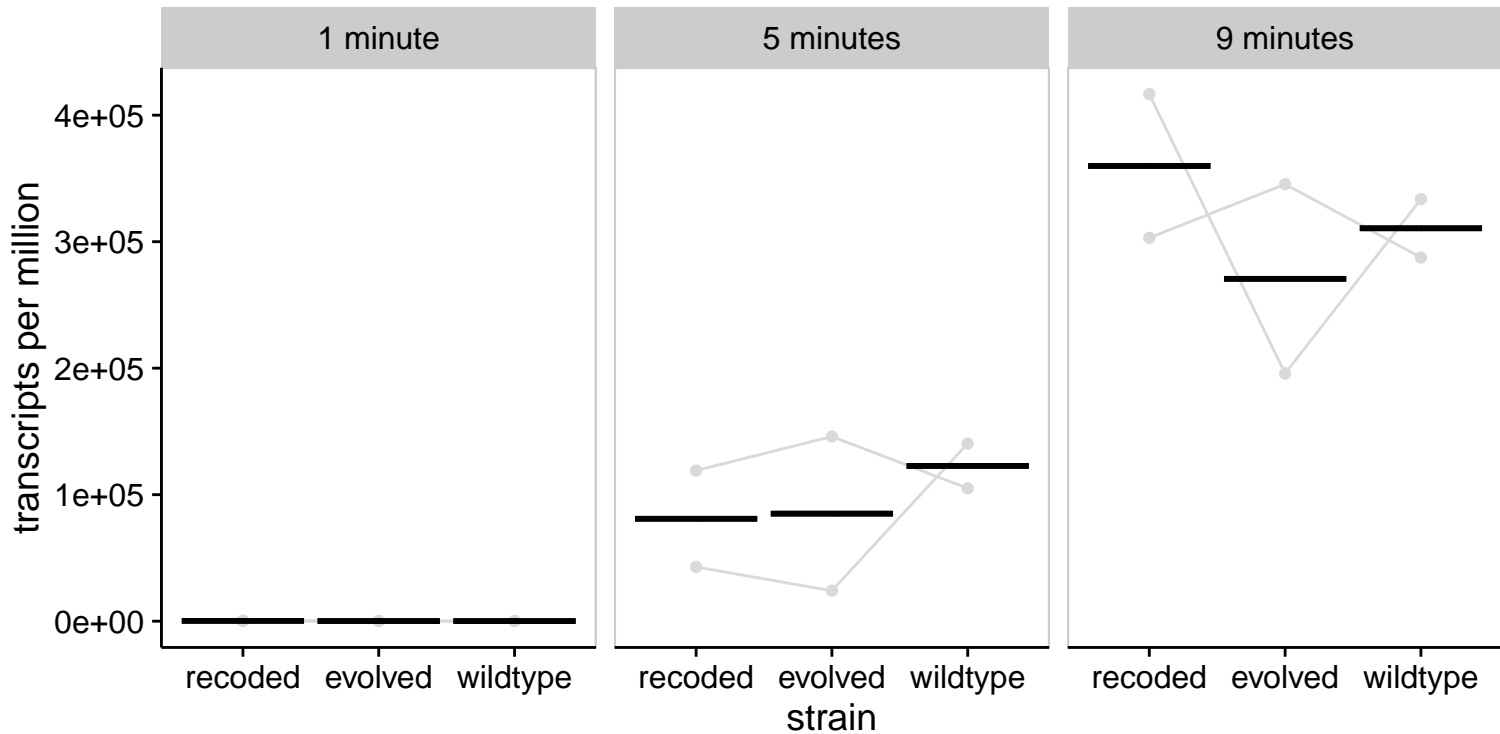 1 minute
5 minutes
9 minutes
transcripts per million
4e+05
3e+05
2e+05
1e+05
0e+00
recoded evolved wildtype
recoded evolved wildtype
recoded evolved wildtype
strain